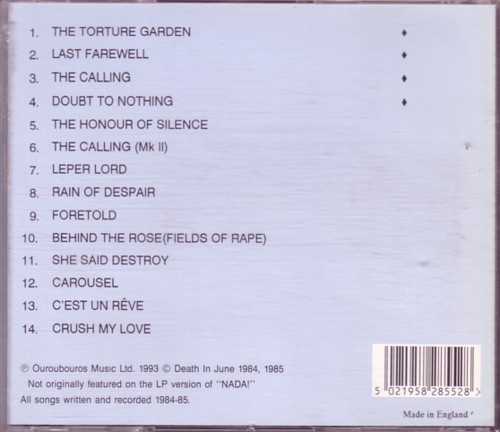 1. THE TORTURE GARDEN ♦
2. LAST FAREWELL ♦
3. THE CALLING ♦
4. DOUBT TO NOTHING ♦
5. THE HONOUR OF SILENCE
6. THE CALLING (Mk II)
7. LEPER LORD
8. RAIN OF DESPAIR
9. FORETOLD
10. BEHIND THE ROSE(FIELDS OF RAPE)
11. SHE SAID DESTROY
12. CAROUSEL
13. C'EST UN RÊVE
14. CRUSH MY LOVE
℗ Ouroubouros Music Ltd. 1993 © Death In June 1984, 1985
Not originally featured on the LP version of "NADA!"
All songs written and recorded 1984-85.
5 021958 285528 >
Made in England